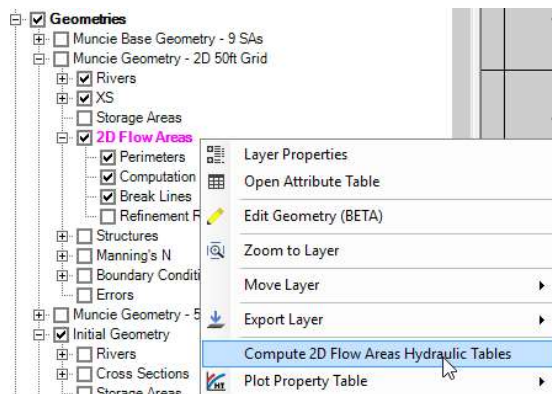 Geometries
Muncie Base Geometry - 9 SAs
Muncie Geometry - 2D 50ft Grid
Rivers
XS
Storage Areas
2D Flow Areas
Perimeters
Computation
Break Lines
Refinement R
Structures
Manning's N
Boundary Conditi
Errors
Muncie Geometry - 5
Initial Geometry
Rivers
Cross Sections
Storage Areas
Layer Properties
Open Attribute Table
Edit Geometry (BETA)
Zoom to Layer
Move Layer
Export Layer
Compute 2D Flow Areas Hydraulic Tables
HT
Plot Property Table